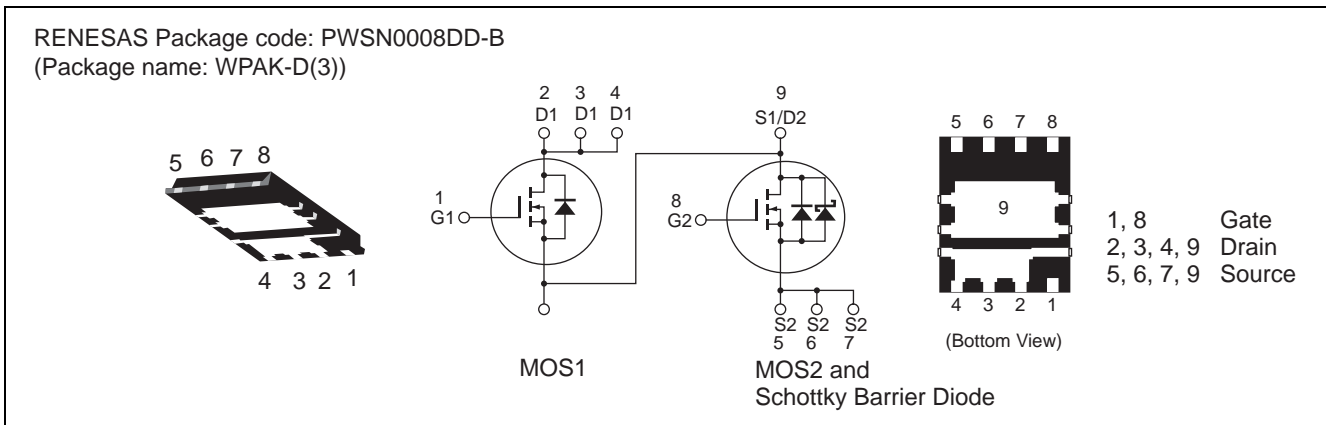 RENESAS Package code: PWSN0008DD-B
(Package name: WPAK-D(3))
5 6 7 8
4 3 2 1
2 3 4
D1 D1 D1
1
G1
MOS1
9
S1/D2
8
G2
S2 S2 S2
5 6 7
MOS2 and
Schottky Barrier Diode
5 6 7 8
9
4 3 2 1
(Bottom View)
1, 8 Gate
2, 3, 4, 9 Drain
5, 6, 7, 9 Source